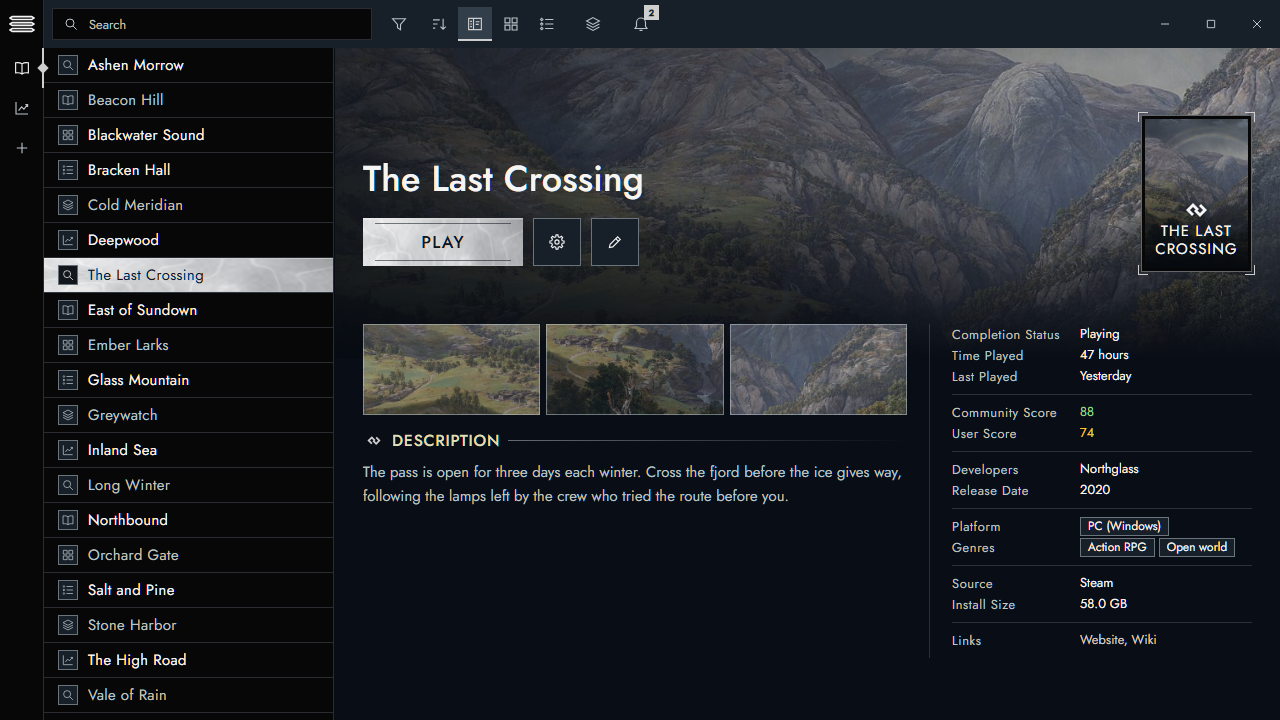 Search
2
Ashen Morrow
Beacon Hill
Blackwater Sound
Bracken Hall
Cold Meridian
Deepwood
The Last Crossing
East of Sundown
Ember Larks
Glass Mountain
Greywatch
Inland Sea
Long Winter
Northbound
Orchard Gate
Salt and Pine
Stone Harbor
The High Road
Vale of Rain
The Last Crossing
PLAY
THE LAST
CROSSING
DESCRIPTION
The pass is open for three days each winter. Cross the fjord before the ice gives way,
following the lamps left by the crew who tried the route before you.
Completion Status Playing
Time Played 47 hours
Last Played Yesterday
Community Score 88
User Score 74
Developers Northglass
Release Date 2020
Platform PC (Windows)
Genres Action RPG Open world
Source Steam
Install Size 58.0 GB
Links Website, Wiki